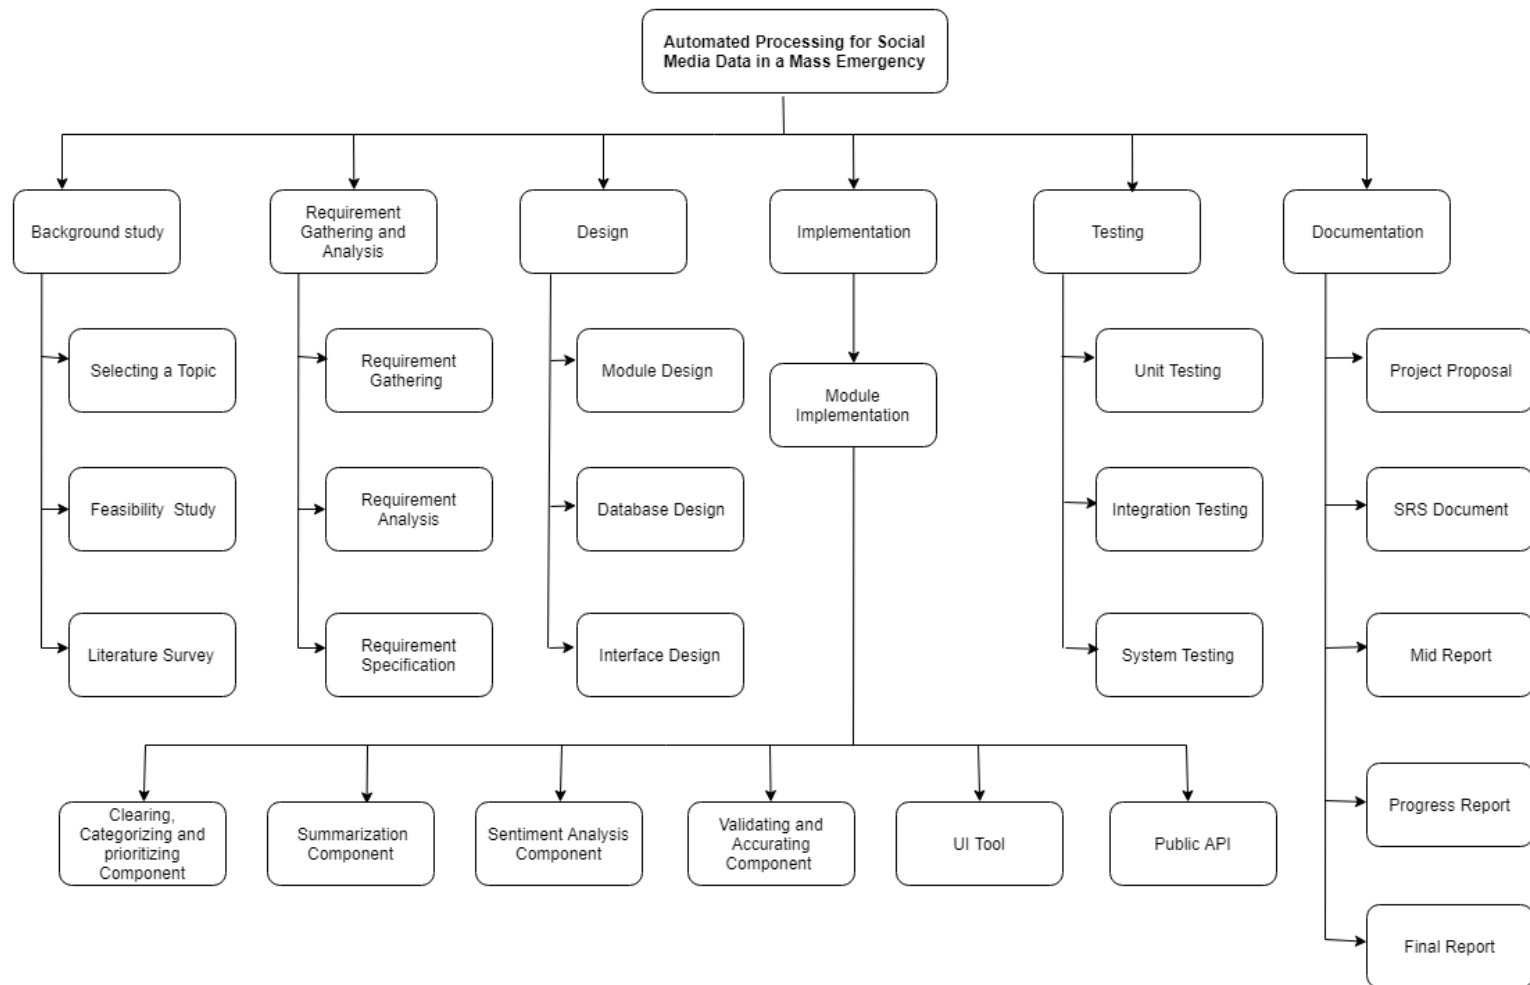 Automated Processing for Social
Media Data in a Mass Emergency
Background study
Requirement
Gathering and
Analysis
Design
Implementation
Testing
Documentation
Selecting a Topic
Requirement
Gathering
Module Design
Module
Implementation
Unit Testing
Project Proposal
Feasibility Study
Requirement
Analysis
Database Design
Integration Testing
SRS Document
Literature Survey
Requirement
Specification
Interface Design
System Testing
Mid Report
Progress Report
Final Report
Clearing,
Categorizing and
prioritizing
Component
Summarization
Component
Sentiment Analysis
Component
Validating and
Accurating
Component
UI Tool
Public API